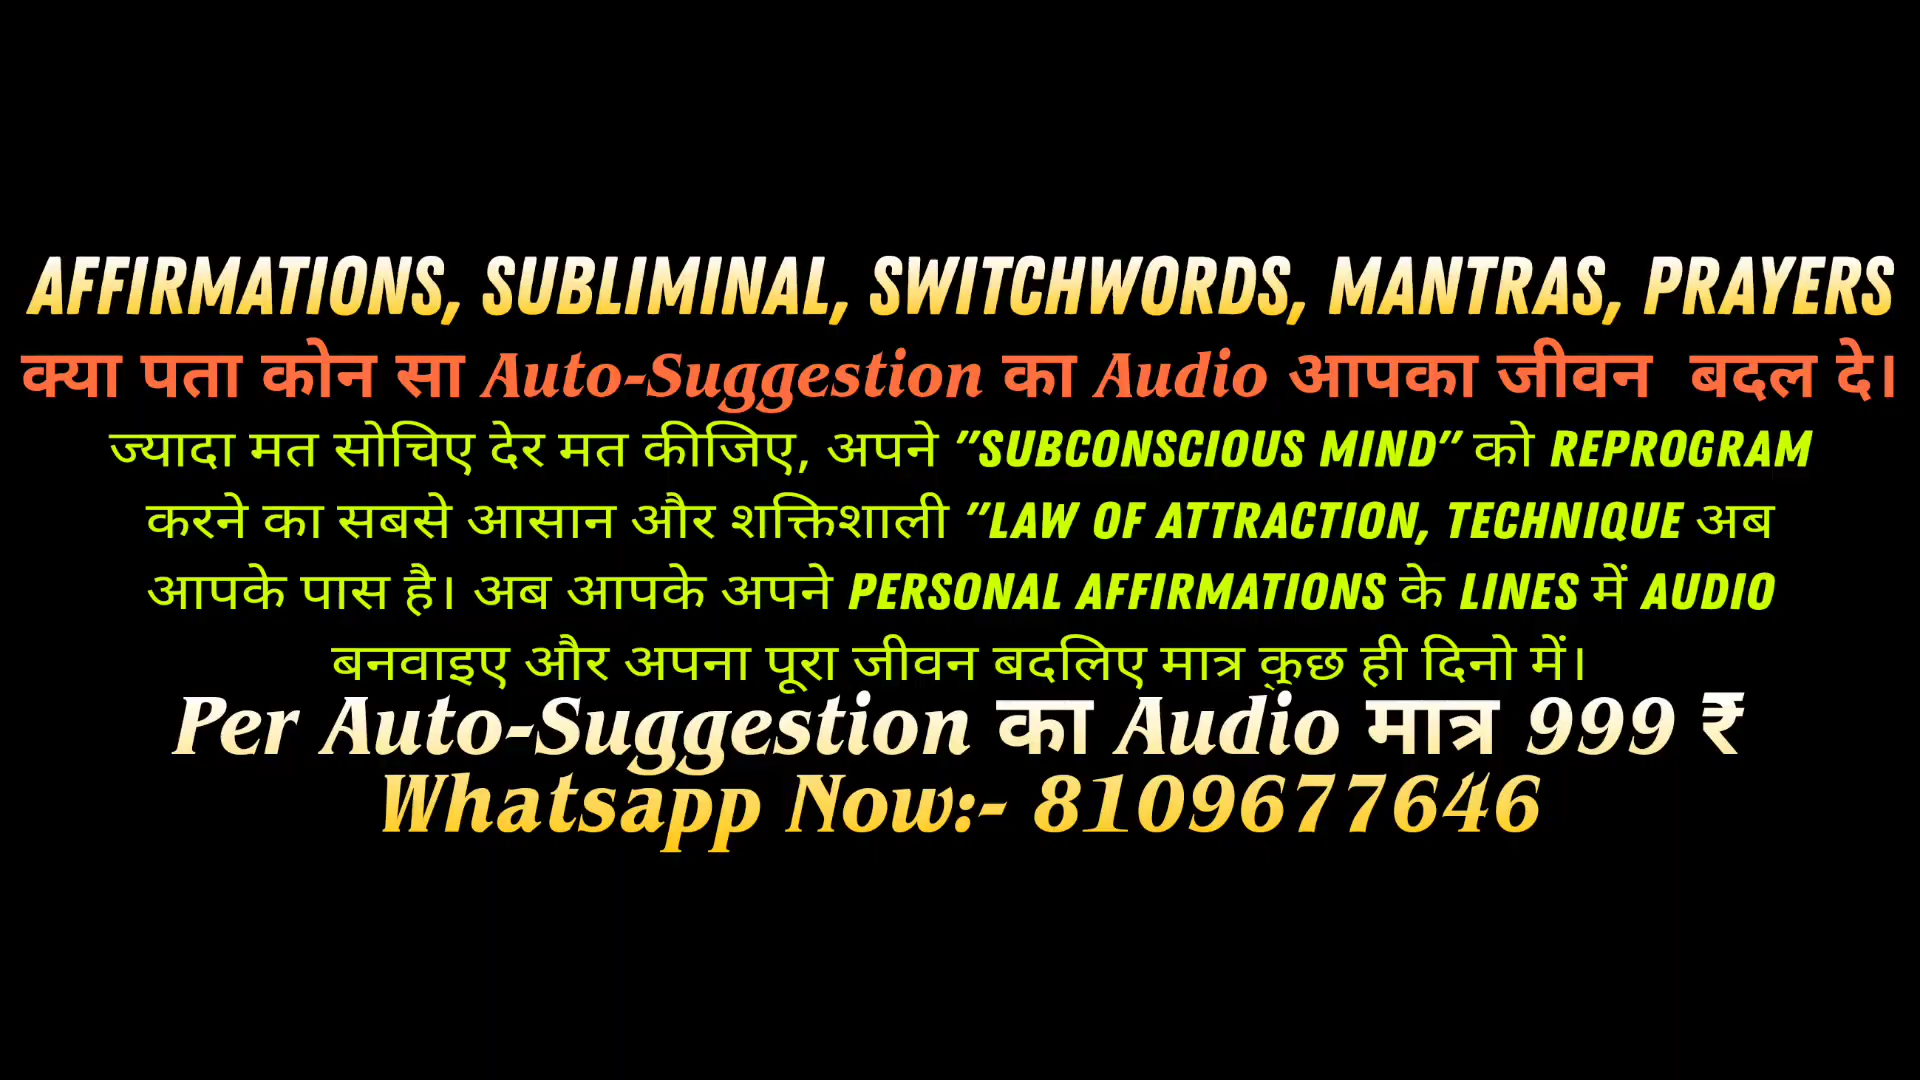 AFFIRMATIONS, SUBLIMINAL, SWITCHWORDS, MANTRAS, PRAYERS
क्या पता कोन सा Auto-Suggestion का Audio आपका जीवन  बदल दे।
ज्यादा मत सोचिए देर मत कीजिए, अपने "SUBCONSCIOUS MIND" को REPROGRAM
करने का सबसे आसान और शक्तिशाली "LAW OF ATTRACTION, TECHNIQUE अब
आपके पास है। अब आपके अपने PERSONAL AFFIRMATIONS के LINES में AUDIO
बनवाइए और अपना पूरा जीवन बदलिए मात्र कुछ ही दिनो में।
Per Auto-Suggestion का Audio मात्र 999 ₹
Whatsapp Now:- 8109677646